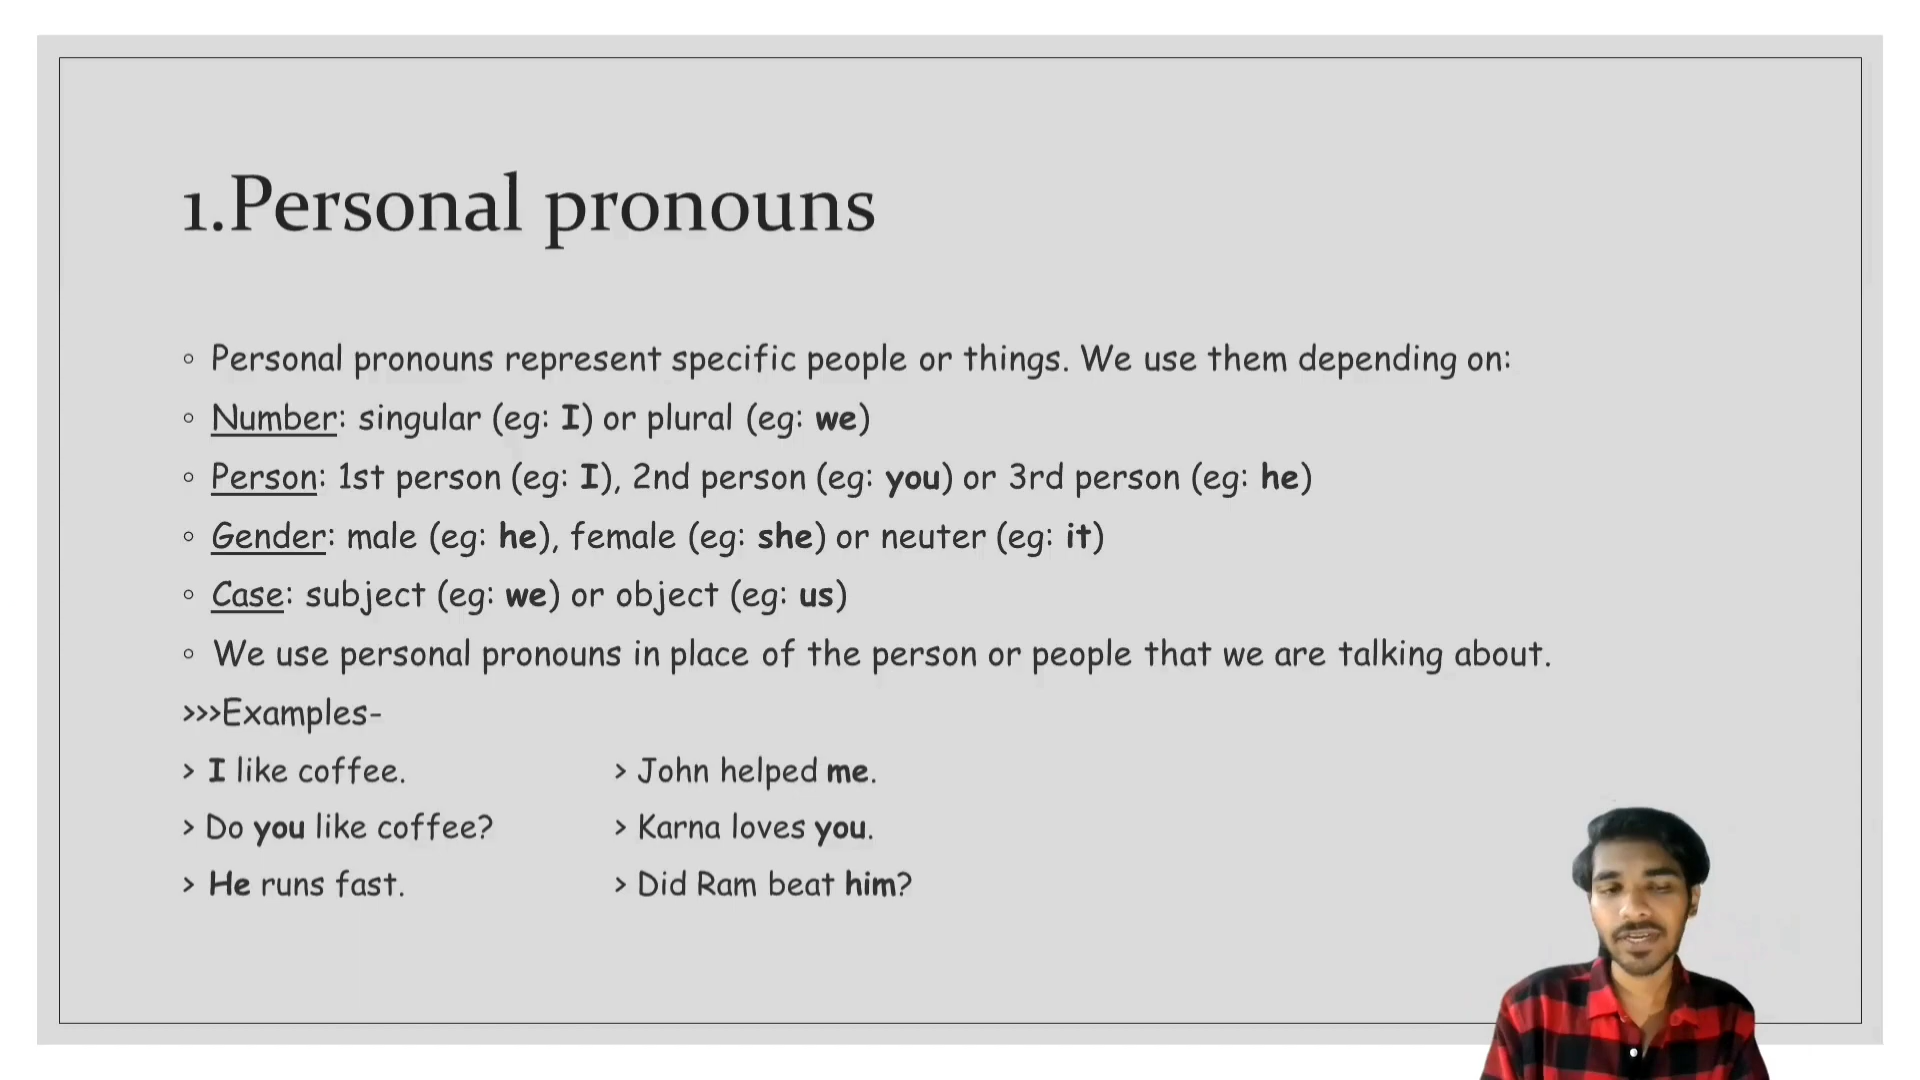 1.Personal pronouns
◦ Personal pronouns represent specific people or things. We use them depending on:
◦ Number: singular (eg: I) or plural (eg: we)
◦ Person: 1st person (eg: I), 2nd person (eg: you) or 3rd person (eg: he)
◦ Gender: male (eg: he), female (eg: she) or neuter (eg: it)
◦ Case: subject (eg: we) or object (eg: us)
◦ We use personal pronouns in place of the person or people that we are talking about.
>>>Examples-
> I like coffee. > John helped me.
> Do you like coffee? > Karna loves you.
> He runs fast. > Did Ram beat him?